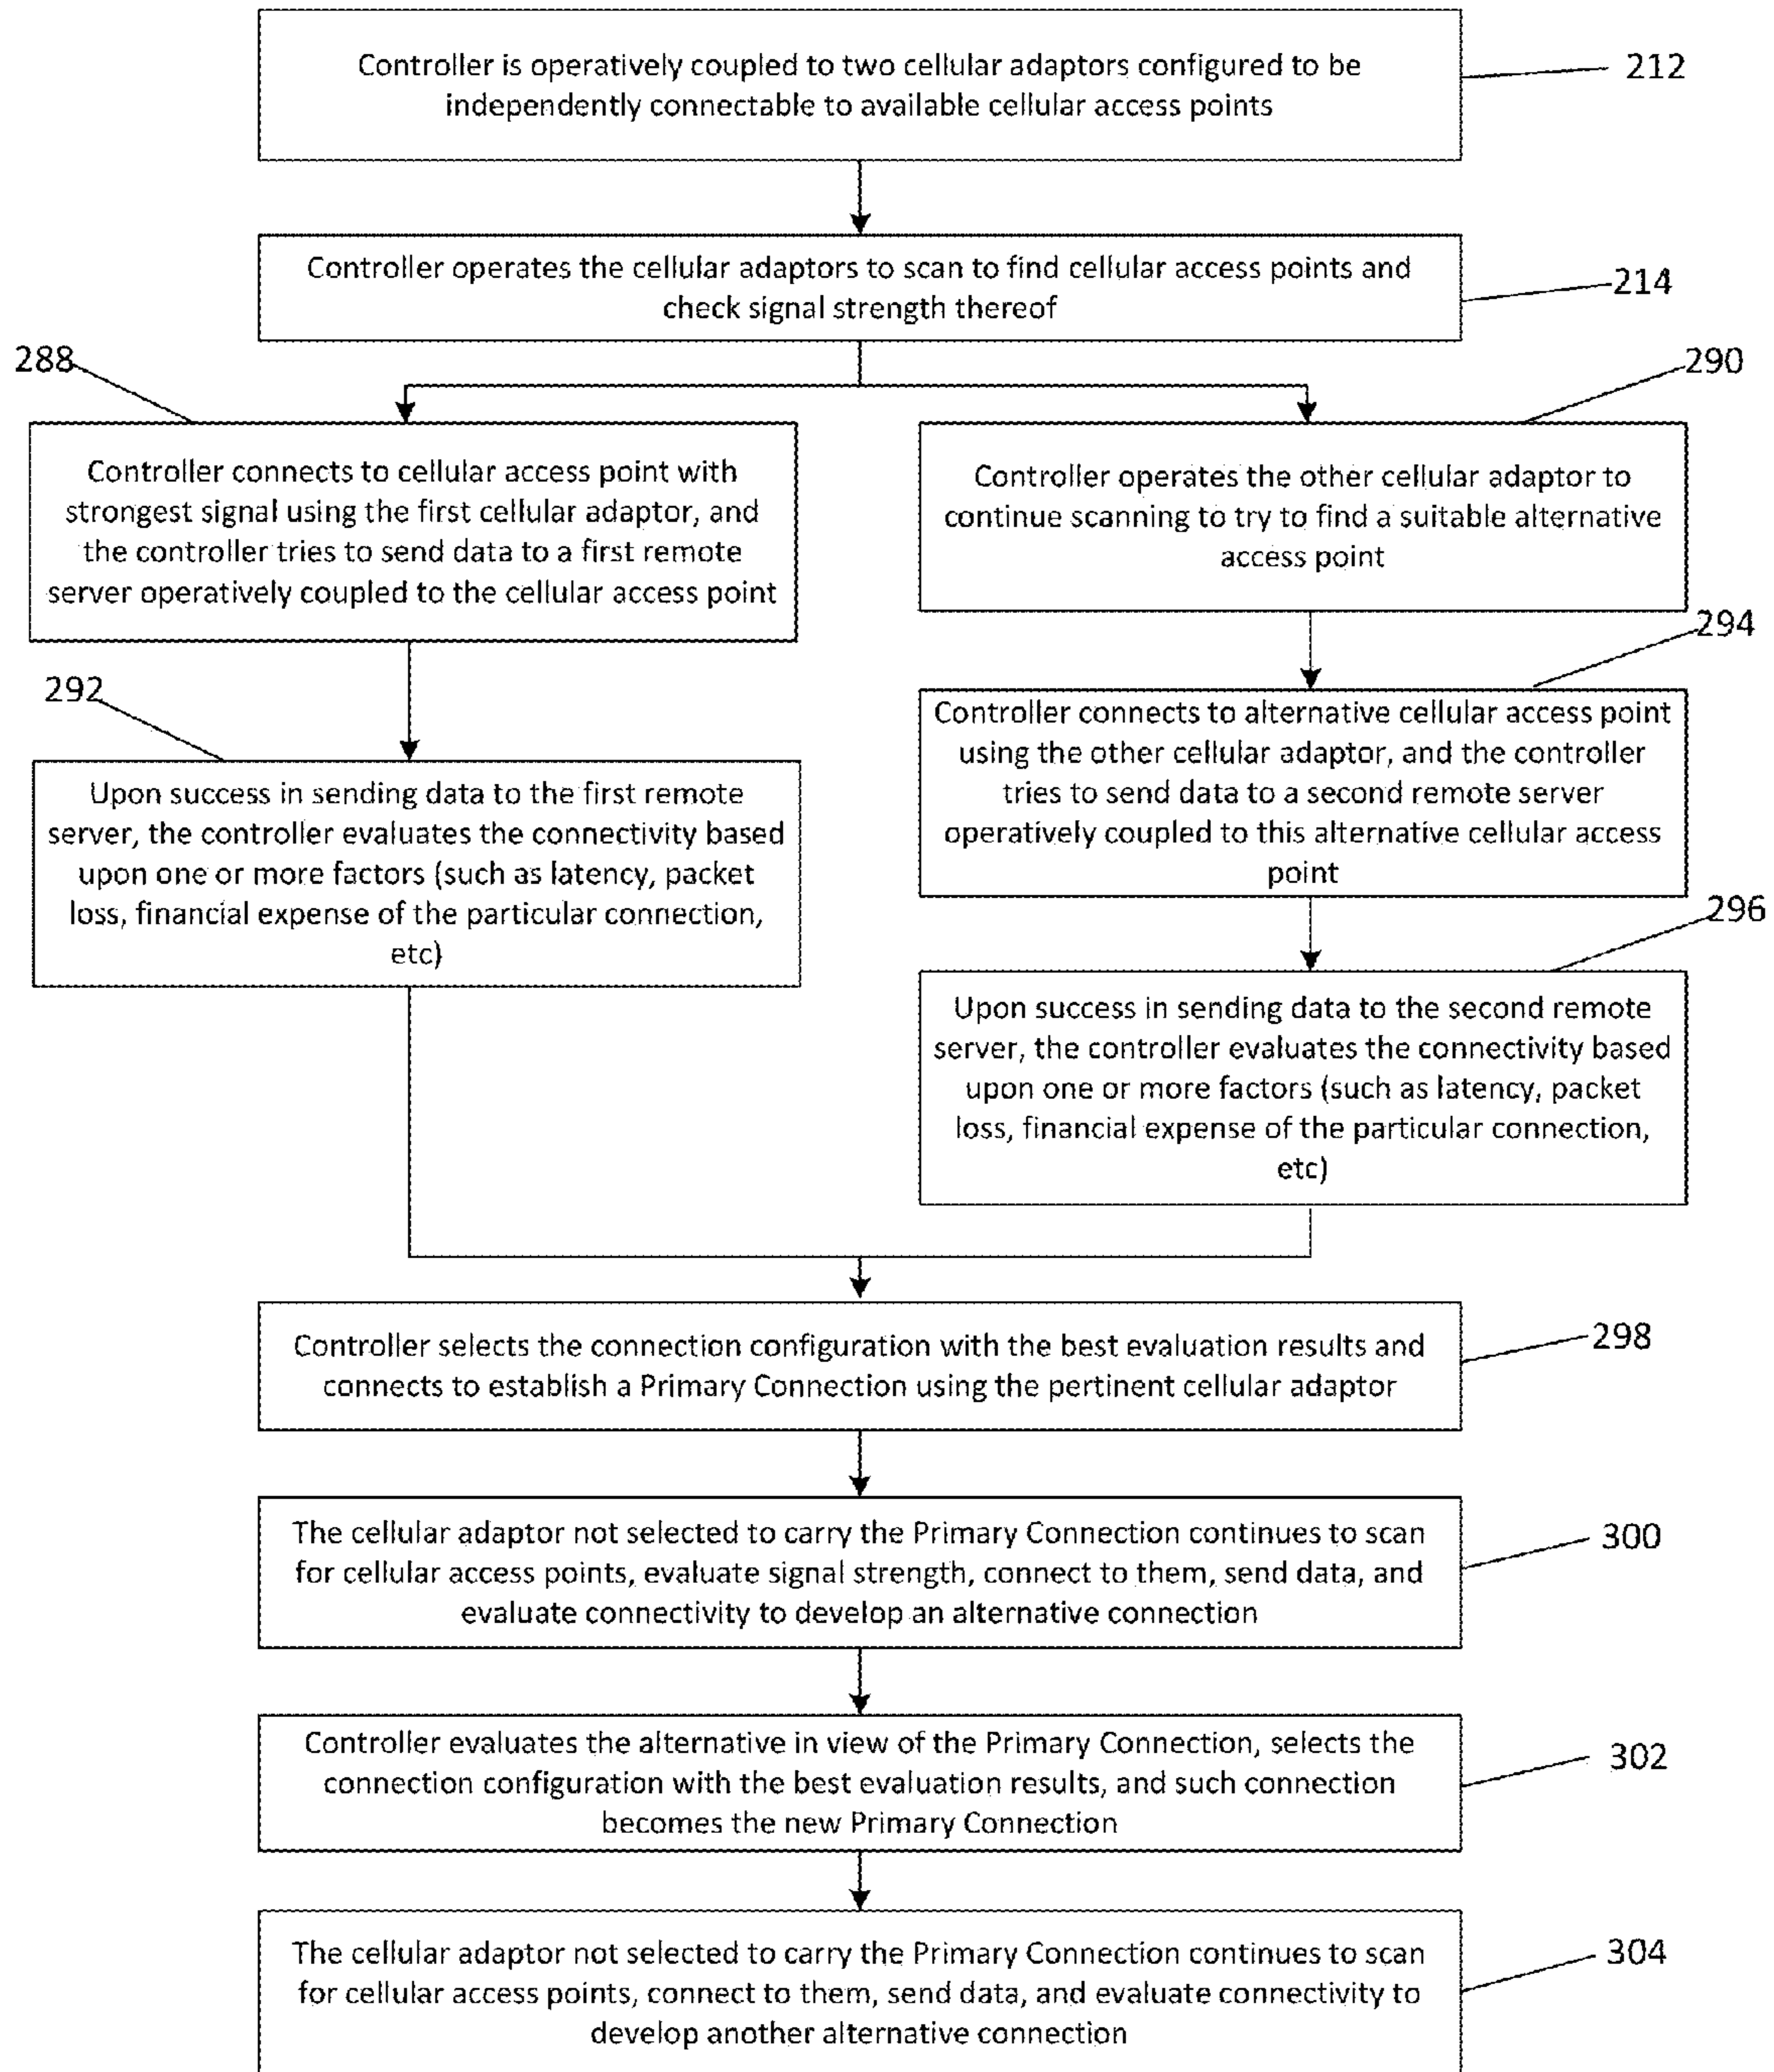 Controller is operatively coupled to two cellular adaptors configured to be
independently connectable to available cellular access points
212
Controller operates the cellular adaptors to scan to find cellular access points and
check signal strength thereof
214
288
290
Controller connects to cellular access point with
strongest signal using the first cellular adaptor, and
the controller tries to send data to a first remote
server operatively coupled to the cellular access point
Controller operates the other cellular adaptor to
continue scanning to try to find a suitable alternative
access point
294
292
Controller connects to alternative cellular access point
using the other cellular adaptor, and the controller
tries to send data to a second remote server
operatively coupled to this alternative cellular access
point
Upon success in sending data to the first remote
server, the controller evaluates the connectivity based
upon one or more factors (such as latency, packet
loss, financial expense of the particular connection,
etc)
296
Upon success in sending data to the second remote
server, the controller evaluates the connectivity based
upon one or more factors (such as latency, packet
loss, financial expense of the particular connection,
etc)
Controller selects the connection configuration with the best evaluation results and
connects to establish a Primary Connection using the pertinent cellular adaptor
298
The cellular adaptor not selected to carry the Primary Connection continues to scan
for cellular access points, evaluate signal strength, connect to them, send data, and
evaluate connectivity to develop an alternative connection
300
Controller evaluates the alternative in view of the Primary Connection, selects the
connection configuration with the best evaluation results, and such connection
becomes the new Primary Connection
302
The cellular adaptor not selected to carry the Primary Connection continues to scan
for cellular access points, connect to them, send data, and evaluate connectivity to
develop another alternative connection
304